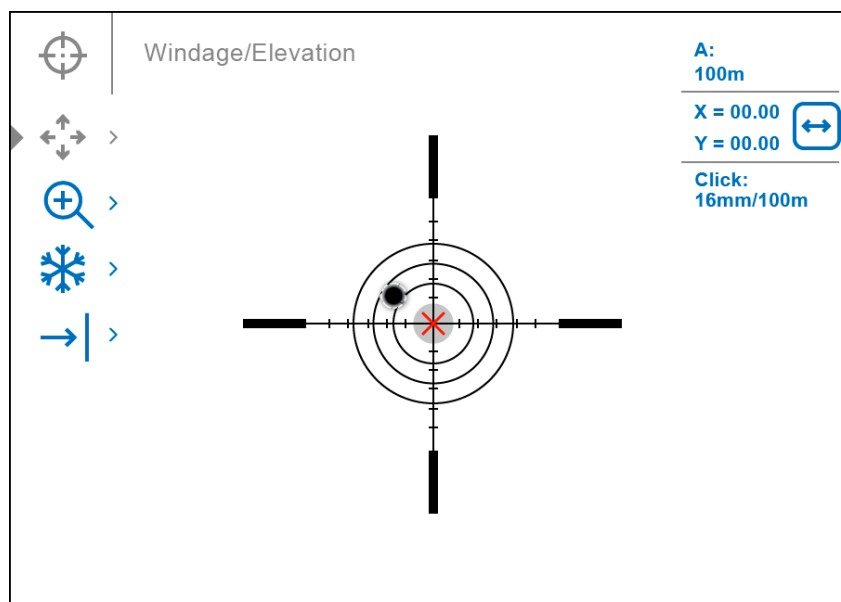 Windage/Elevation
A:
100m
X = 00.00
Y = 00.00
Click:
16mm/100m